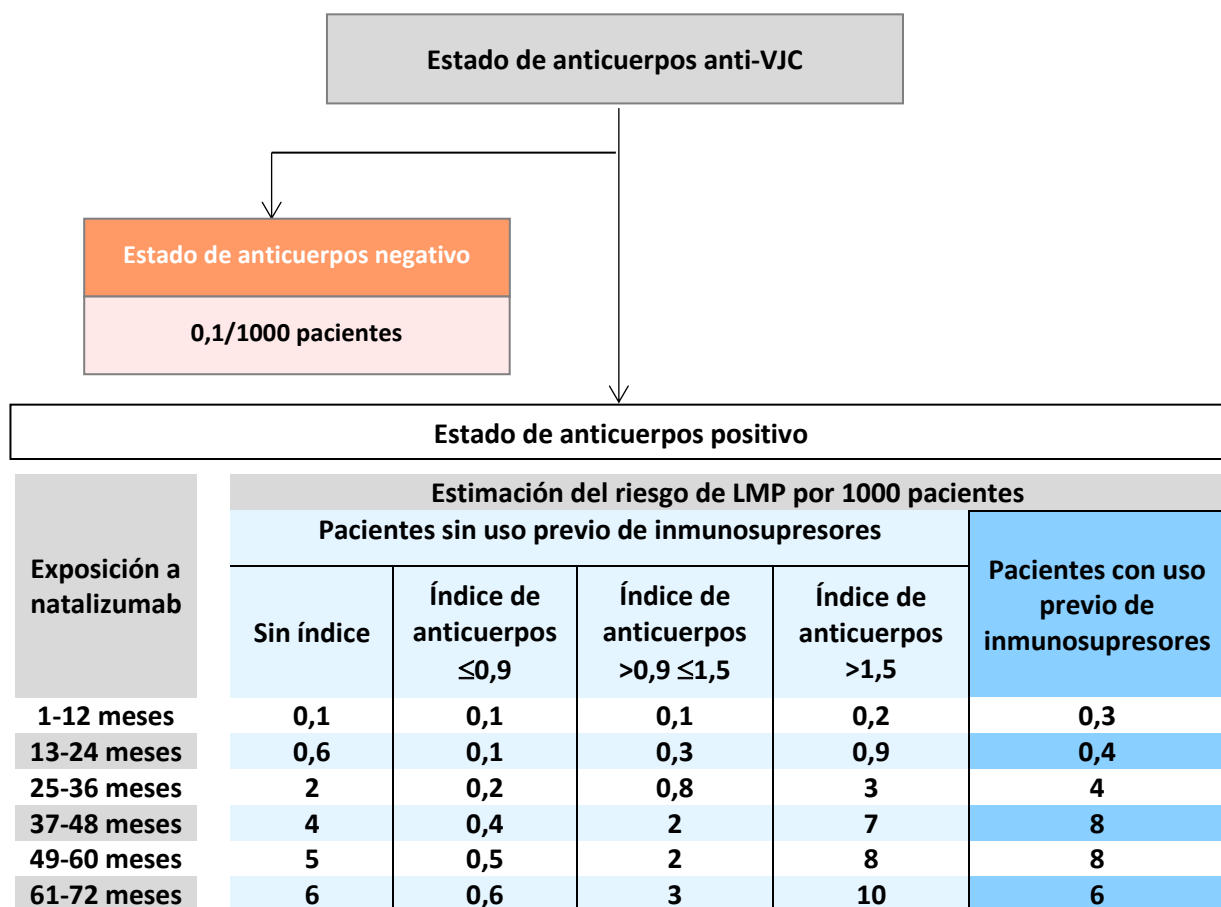 Estado de anticuerpos anti-VJC
Estado de anticuerpos negativo
0,1/1000 pacientes
Estado de anticuerpos positivo
Exposición a
natalizumab
Estimación del riesgo de LMP por 1000 pacientes
Pacientes sin uso previo de inmunosupresores
Pacientes con uso
previo de
inmunosupresores
Sin índice
Índice de
anticuerpos
≤0,9
Índice de
anticuerpos
>0,9 ≤1,5
Índice de
anticuerpos
>1,5
1-12 meses 0,1 0,1 0,1 0,2 0,3
13-24 meses 0,6 0,1 0,3 0,9 0,4
25-36 meses 2 0,2 0,8 3 4
37-48 meses 4 0,4 2 7 8
49-60 meses 5 0,5 2 8 8
61-72 meses 6 0,6 3 10 6